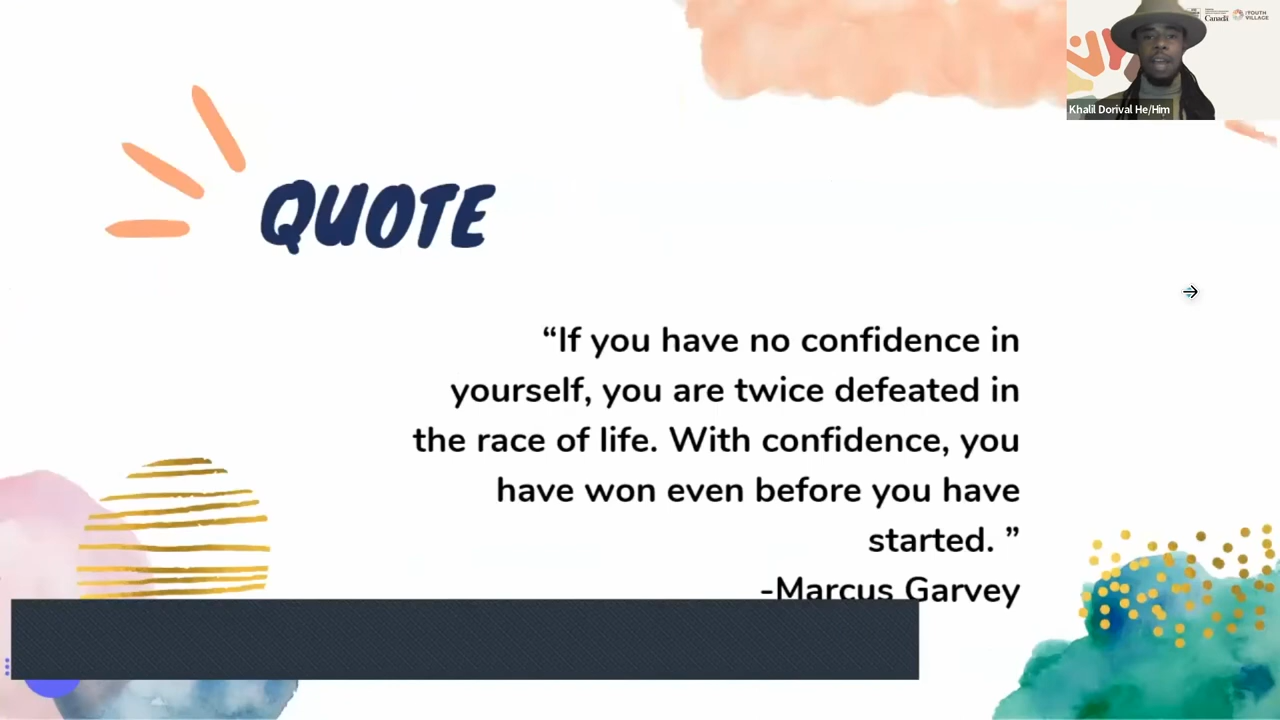 Canada
YOUTH
VILLAGE
Khalil Dorival He/Him
QUOTE
“If you have no confidence in
yourself, you are twice defeated in
the race of life. With confidence, you
have won even before you have
started. ”
-Marcus Garvey